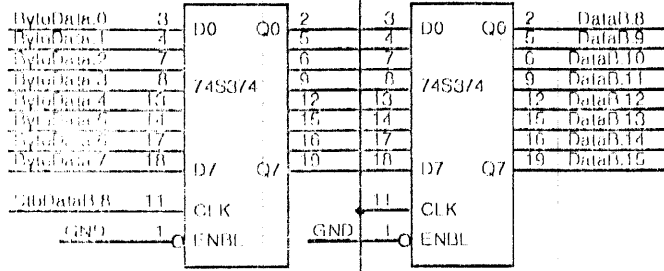 ByteData.0 3 D0 Q0 2 3 D0 Q0 2 DataB.8
ByteData.1 4 5 4 5 DataB.9
ByteData.2 7 6 7 6 DataB.10
ByteData.3 8 74S374 9 8 74S374 9 DataB.11
ByteData.4 13 12 13 12 DataB.12
ByteData.5 14 15 14 15 DataB.13
ByteData.6 17 16 17 16 DataB.14
ByteData.7 18 D7 Q7 19 18 D7 Q7 19 DataB.15
StbDataB.8 11 CLK 11 CLK
GND 1 ENBL GND 1 ENBL